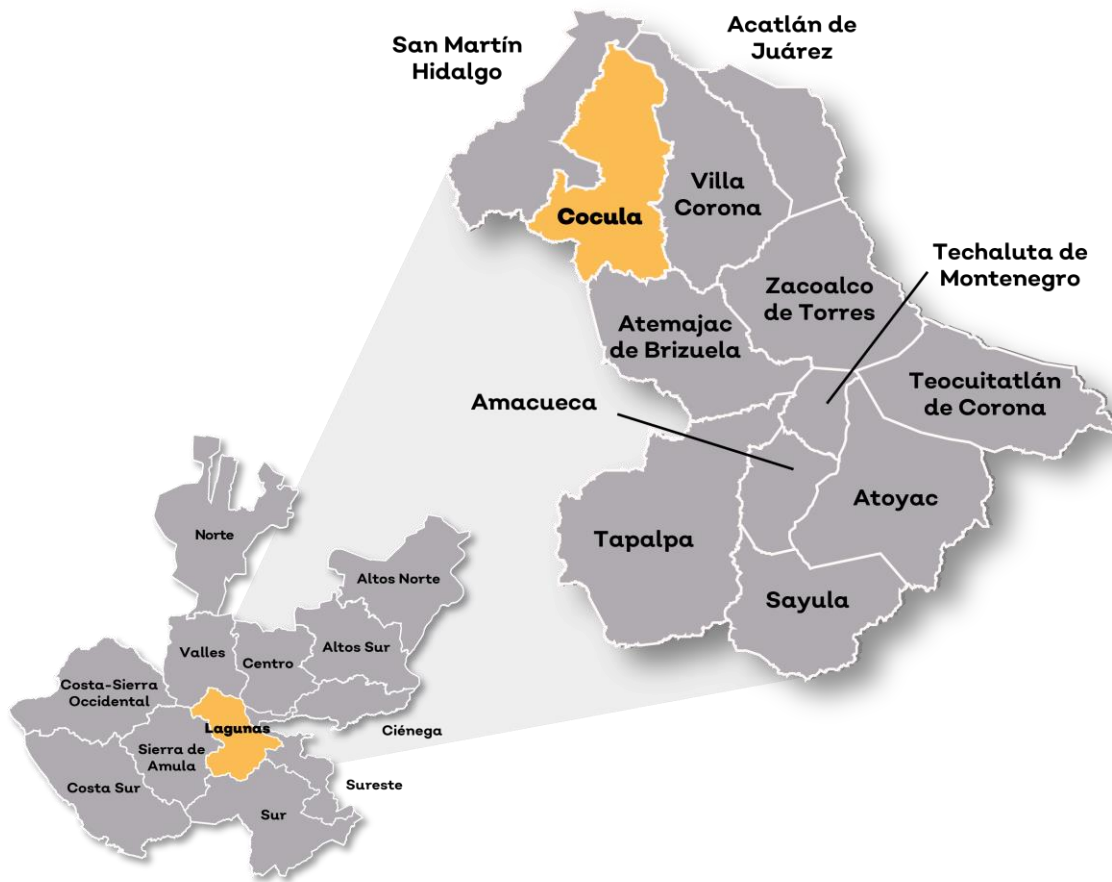 San Martín
Hidalgo
Acatlán de
Juárez
Villa
Corona
Cocula
Techaluta de
Montenegro
Zacoalco
de Torres
Atemajac
de Brizuela
Teocuitatlán
de Corona
Amacueca
Atoyac
Tapalpa
Sayula
Norte
Altos Norte
Valles
Centro
Altos Sur
Costa-Sierra
Occidental
Lagunas
Ciénega
Sierra de
Amula
Costa Sur
Sureste
Sur